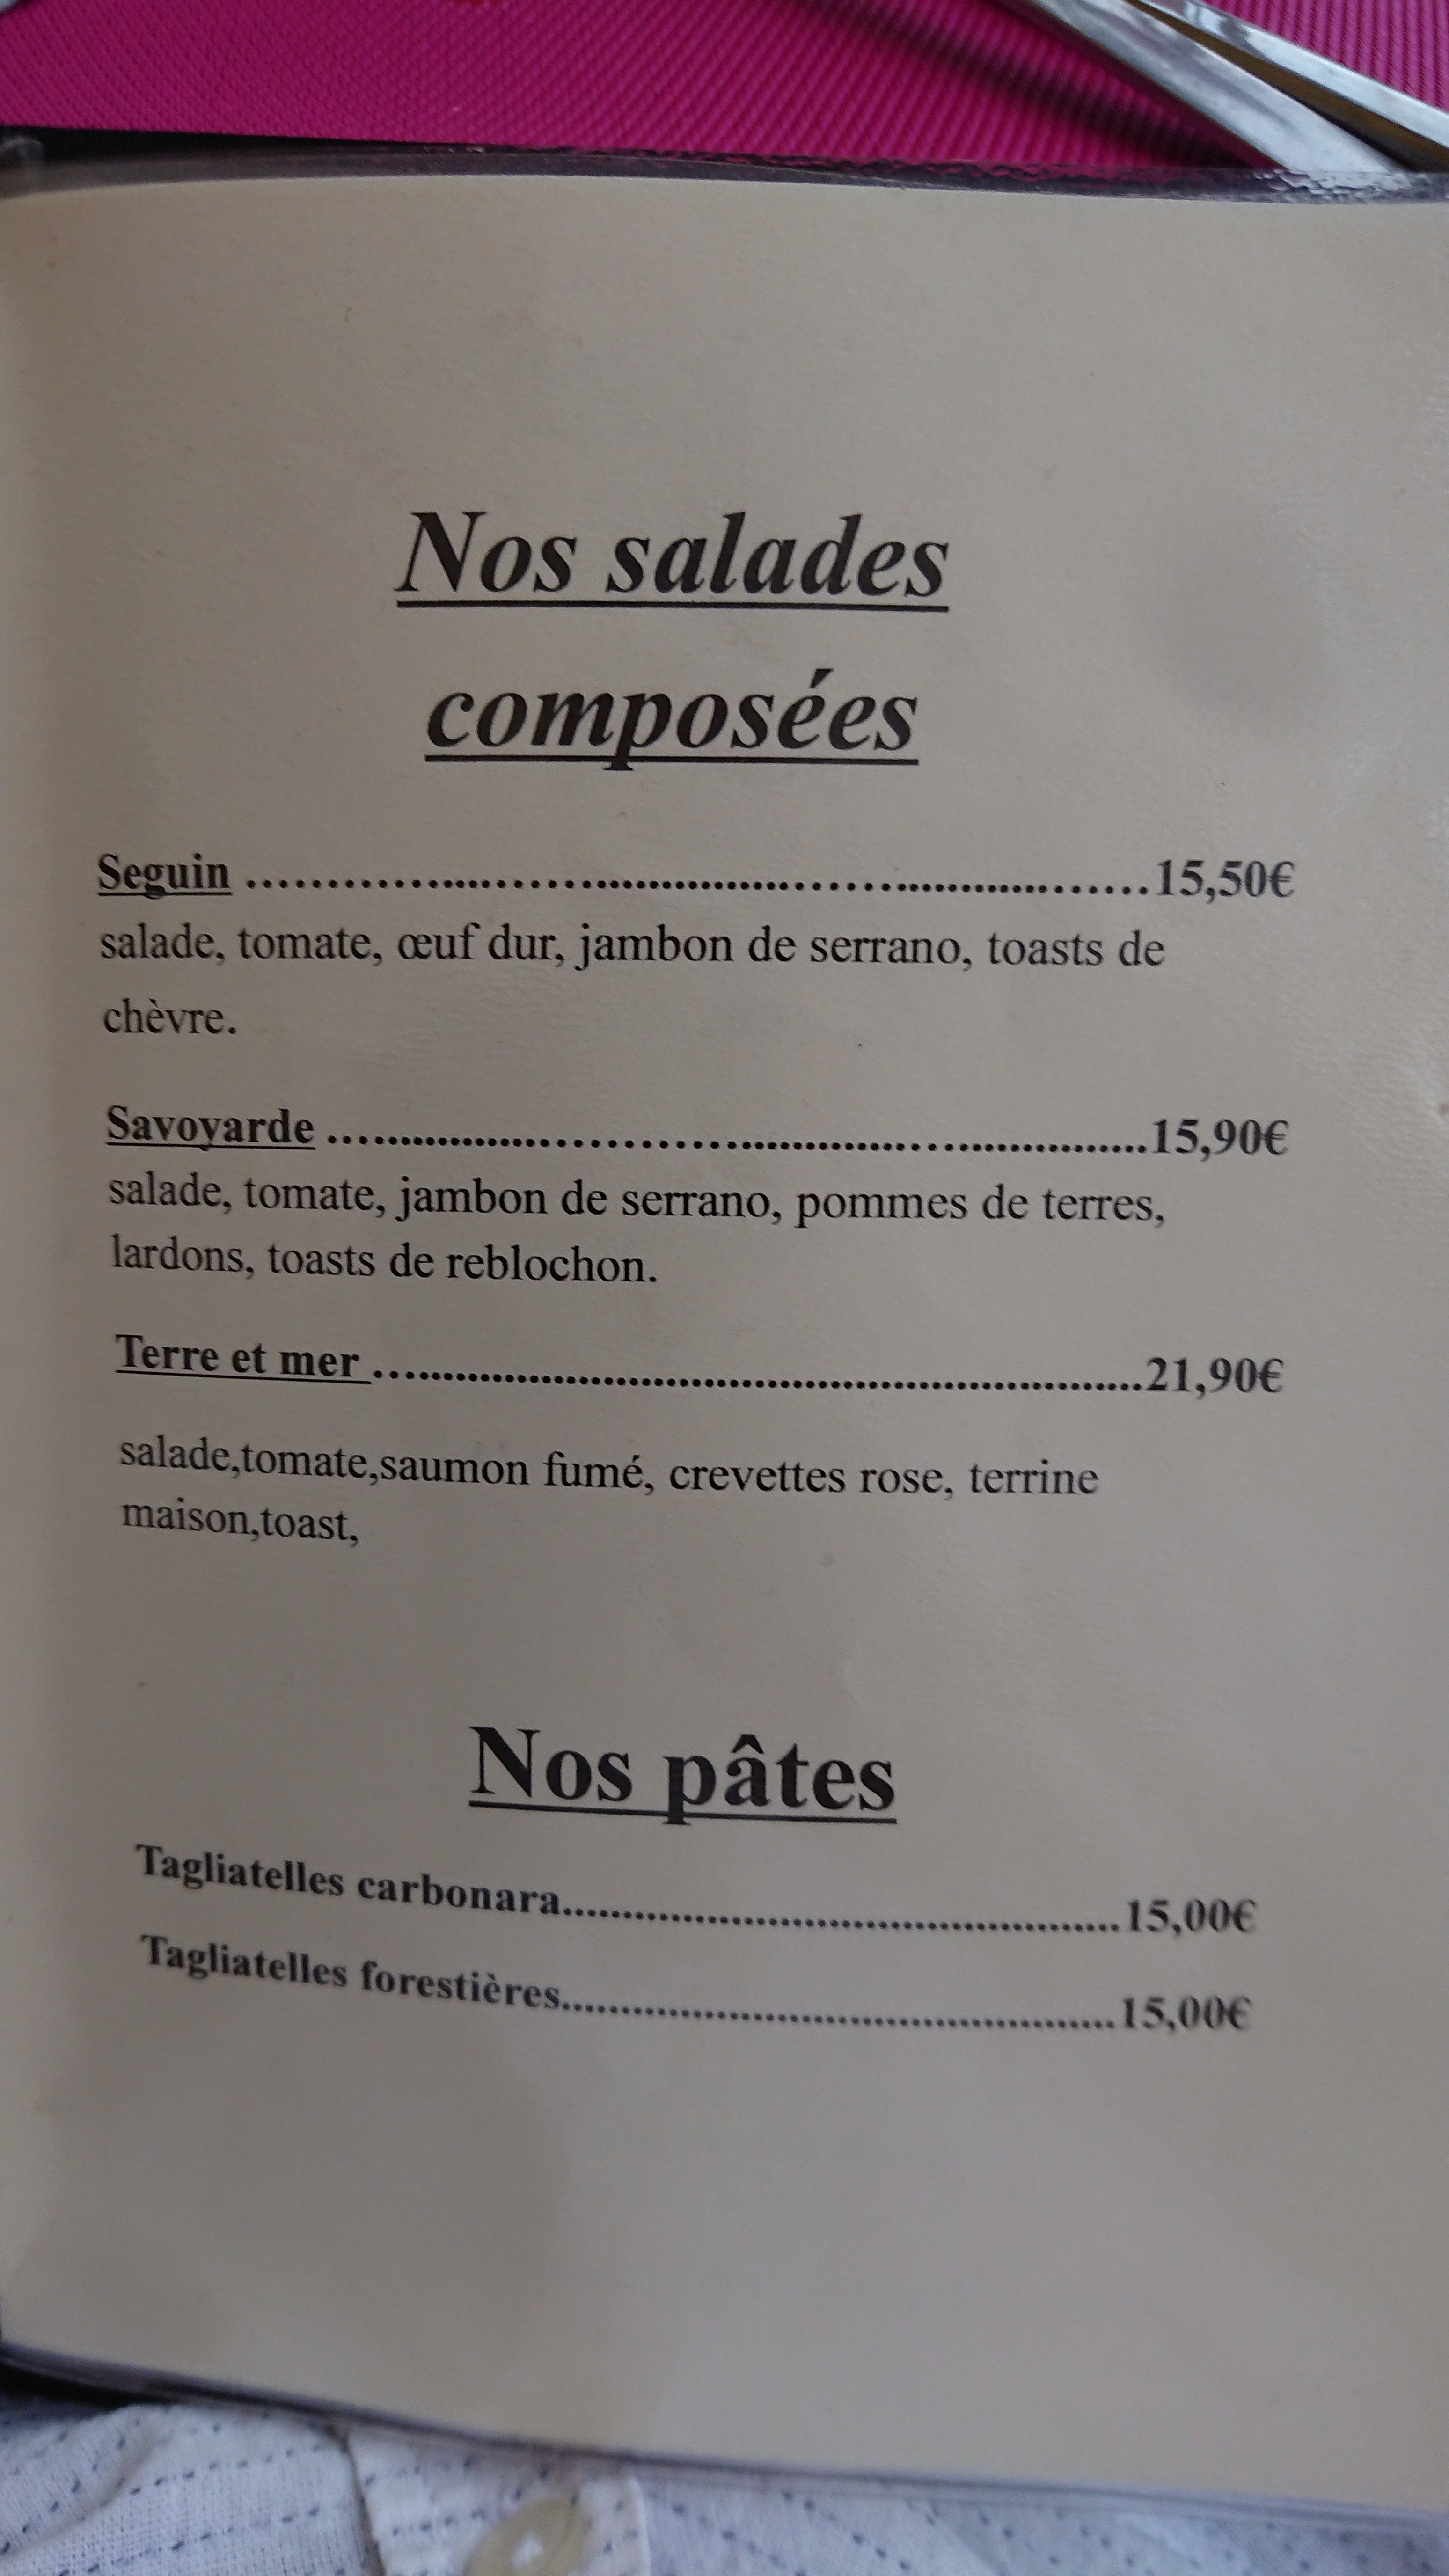 Nos salades
composées
Seguin ........................................................15,50€
salade, tomate, œuf dur, jambon de serrano, toasts de
chèvre.
Savoyarde ........................................................15,90€
salade, tomate, jambon de serrano, pommes de terres,
lardons, toasts de reblochon.
Terre et mer ........................................................21,90€
salade,tomate,saumon fumé, crevettes rose, terrine
maison,toast,
Nos pâtes
Tagliatelles carbonara..............................................15,00€
Tagliatelles forestières..............................................15,00€